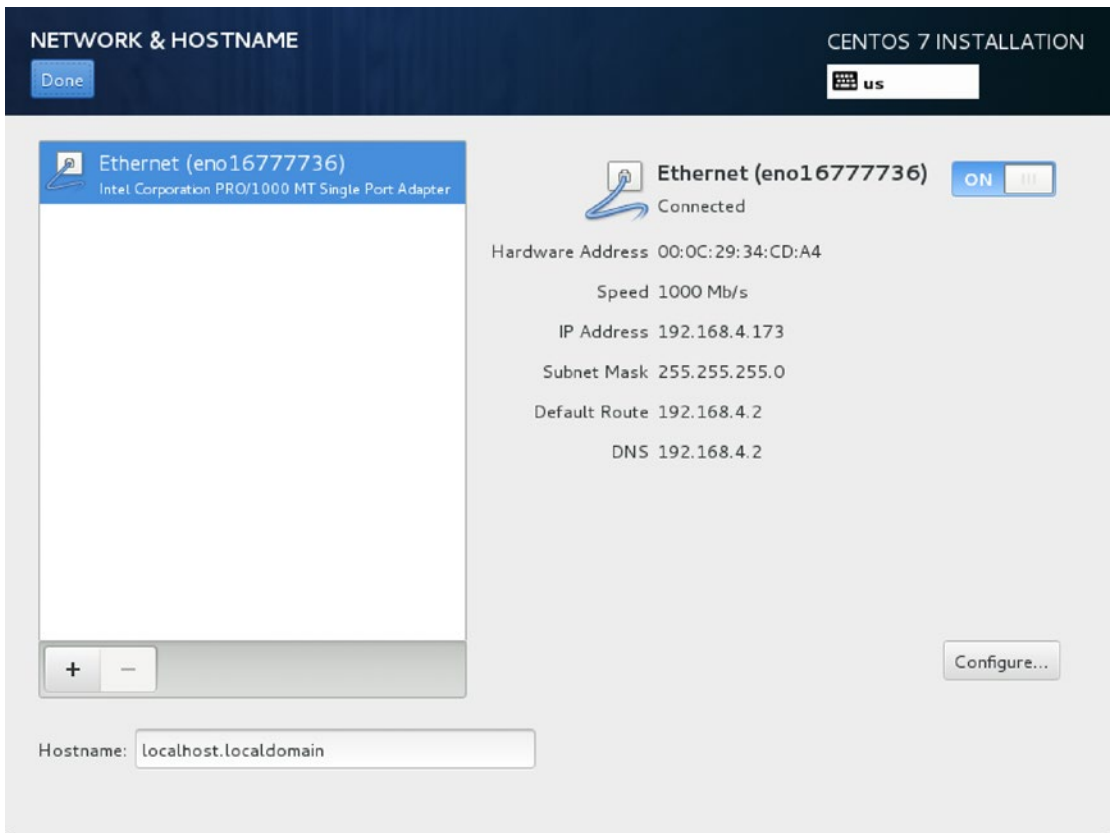 NETWORK & HOSTNAME
CENTOS 7 INSTALLATION
Done
us
Ethernet (eno16777736)
Intel Corporation PRO/1000 MT Single Port Adapter
Ethernet (eno16777736)
ON
Connected
Hardware Address 00:0C:29:34:CD:A4
Speed 1000 Mb/s
IP Address 192.168.4.173
Subnet Mask 255.255.255.0
Default Route 192.168.4.2
DNS 192.168.4.2
+ −
Configure...
Hostname: localhost.localdomain